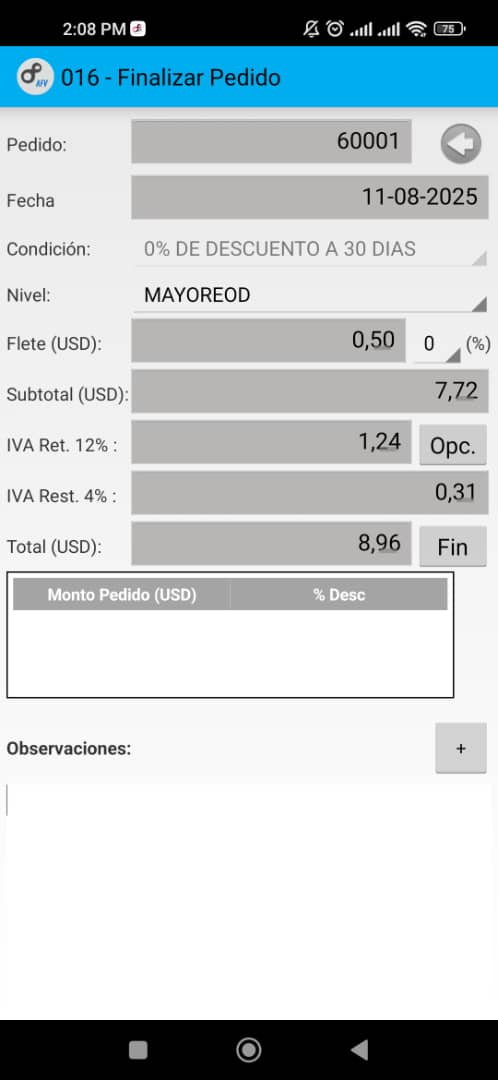 2:08 PM 75
AFV 016 - Finalizar Pedido
Pedido: 60001
Fecha 11-08-2025
Condición: 0% DE DESCUENTO A 30 DIAS
Nivel: MAYOREOD
Flete (USD): 0,50 0 (%)
Subtotal (USD): 7,72
IVA Ret. 12% : 1,24 Opc.
IVA Rest. 4% : 0,31
Total (USD): 8,96 Fin
Monto Pedido (USD) % Desc
Observaciones: +